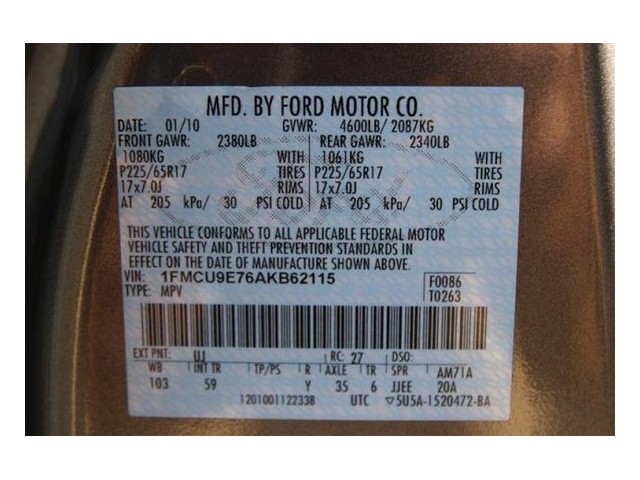 MFD. BY FORD MOTOR CO.
DATE: 01/10 GVWR: 4600LB/ 2087KG
FRONT GAWR: 2380LB REAR GAWR: 2340LB
1080KG WITH 1061KG WITH
P225/65R17 TIRES P225/65R17 TIRES
17x7.0J RIMS 17x7.0J RIMS
AT 205 kPa/ 30 PSI COLD AT 205 kPa/ 30 PSI COLD
THIS VEHICLE CONFORMS TO ALL APPLICABLE FEDERAL MOTOR
VEHICLE SAFETY AND THEFT PREVENTION STANDARDS IN
EFFECT ON THE DATE OF MANUFACTURE SHOWN ABOVE.
VIN: 1FMCU9E76AKB62115 F0086
TYPE: MPV T0263
EXT PNT: UJ RC: 27 DSO:
WB INT TR TP/PS R AXLE TR SPR AM71A
103 59 Y 35 6 JJEE 20A
1201001122338 UTC ▽5U5A-1520472-BA